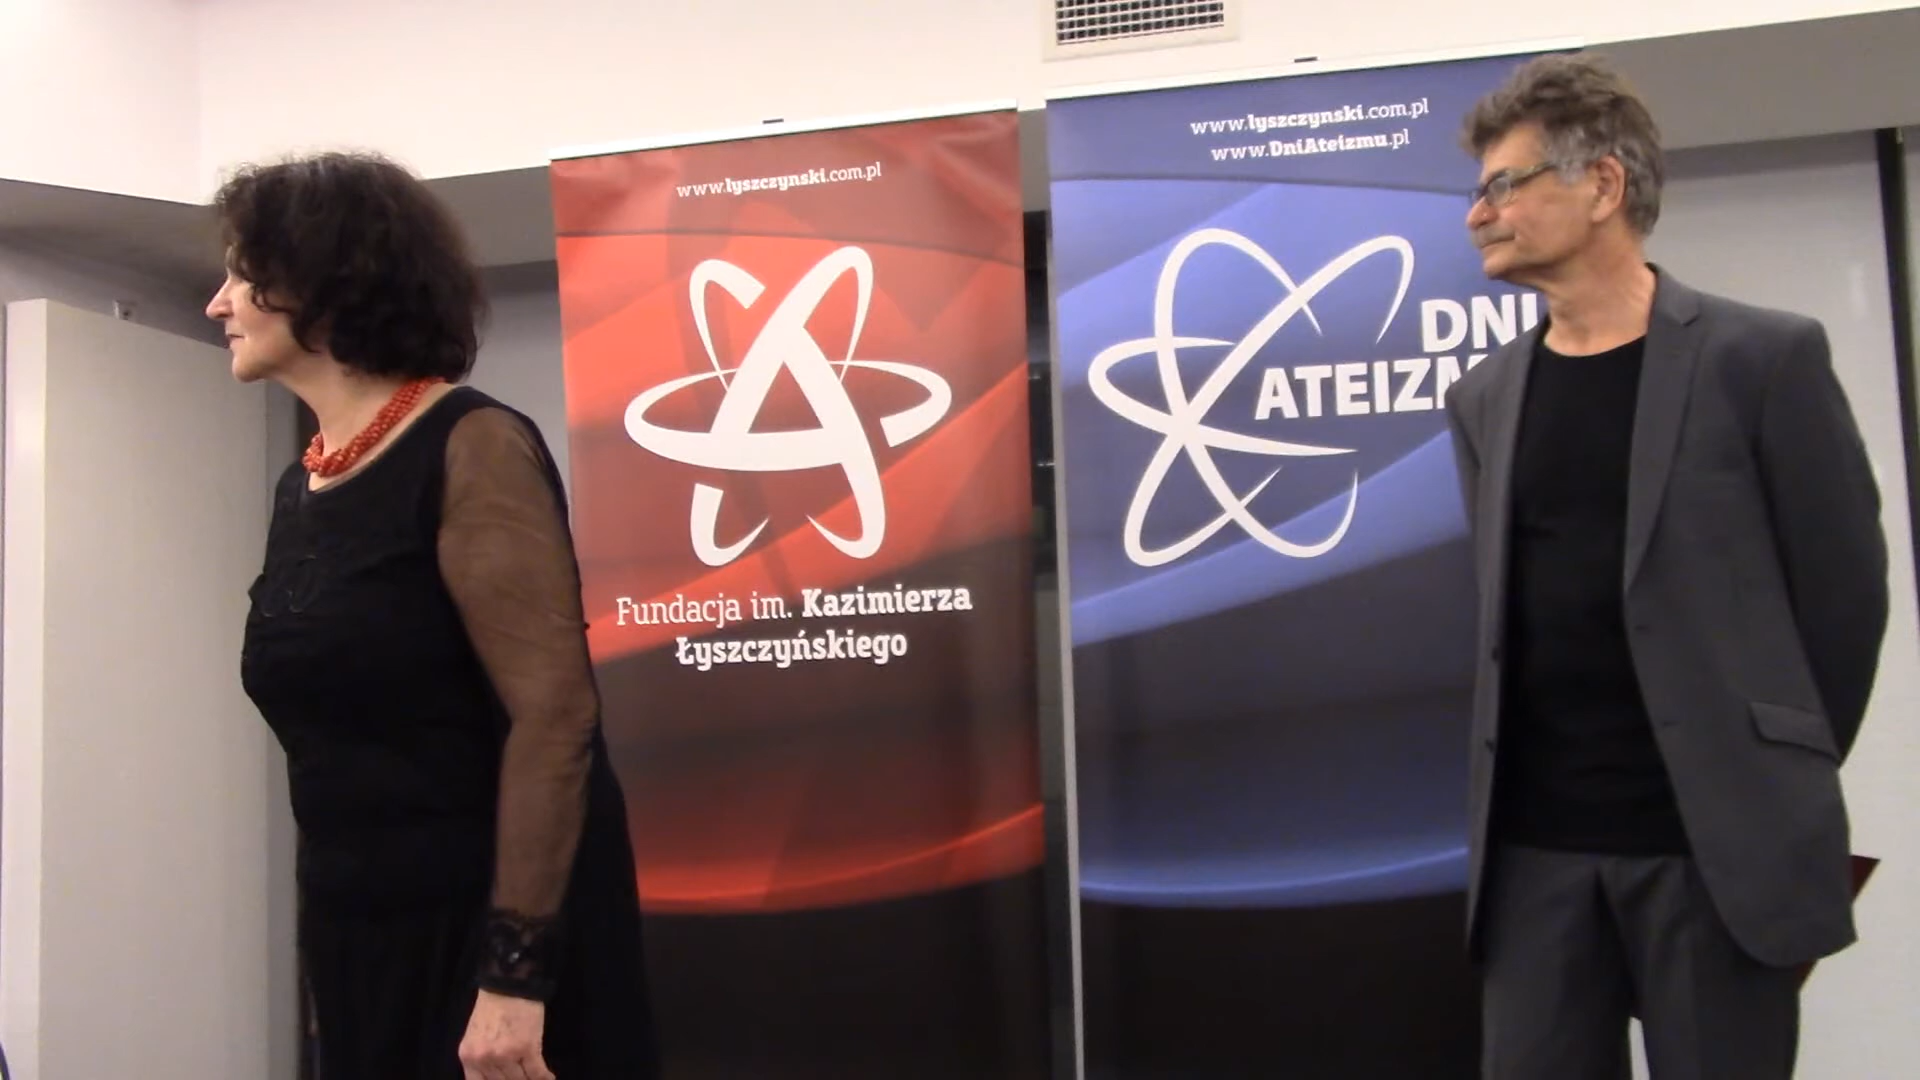 www.lyszczynski.com.pl
Fundacja im. Kazimierza
Łyszczyńskiego
www.lyszczynski.com.pl
www.DniAteizmu.pl
DNI
ATEIZM